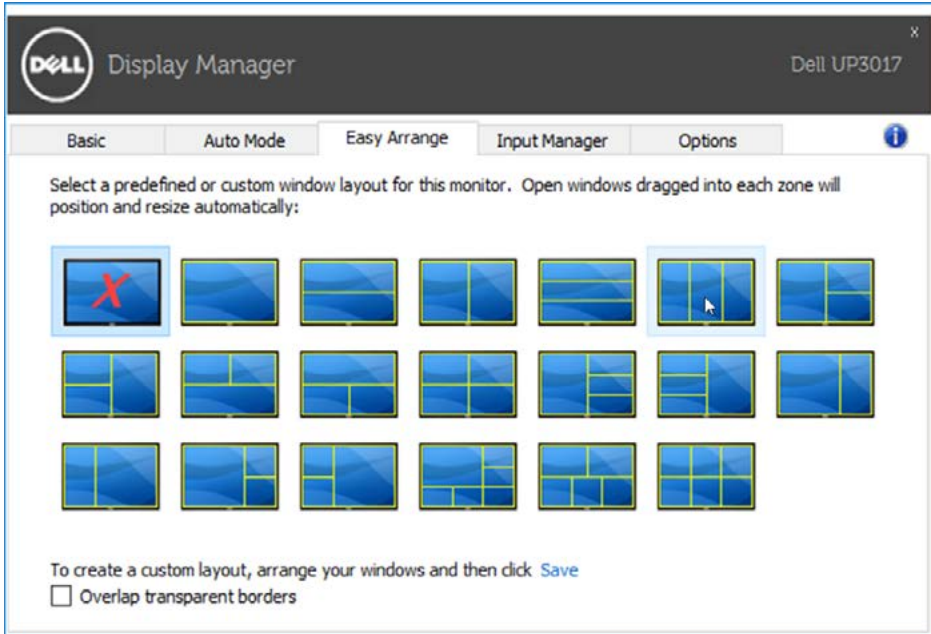 x
DELL
Display Manager
Dell UP3017
Basic
Auto Mode
Easy Arrange
Input Manager
Options
i
Select a predefined or custom window layout for this monitor. Open windows dragged into each zone will
position and resize automatically:
X
To create a custom layout, arrange your windows and then click Save
Overlap transparent borders